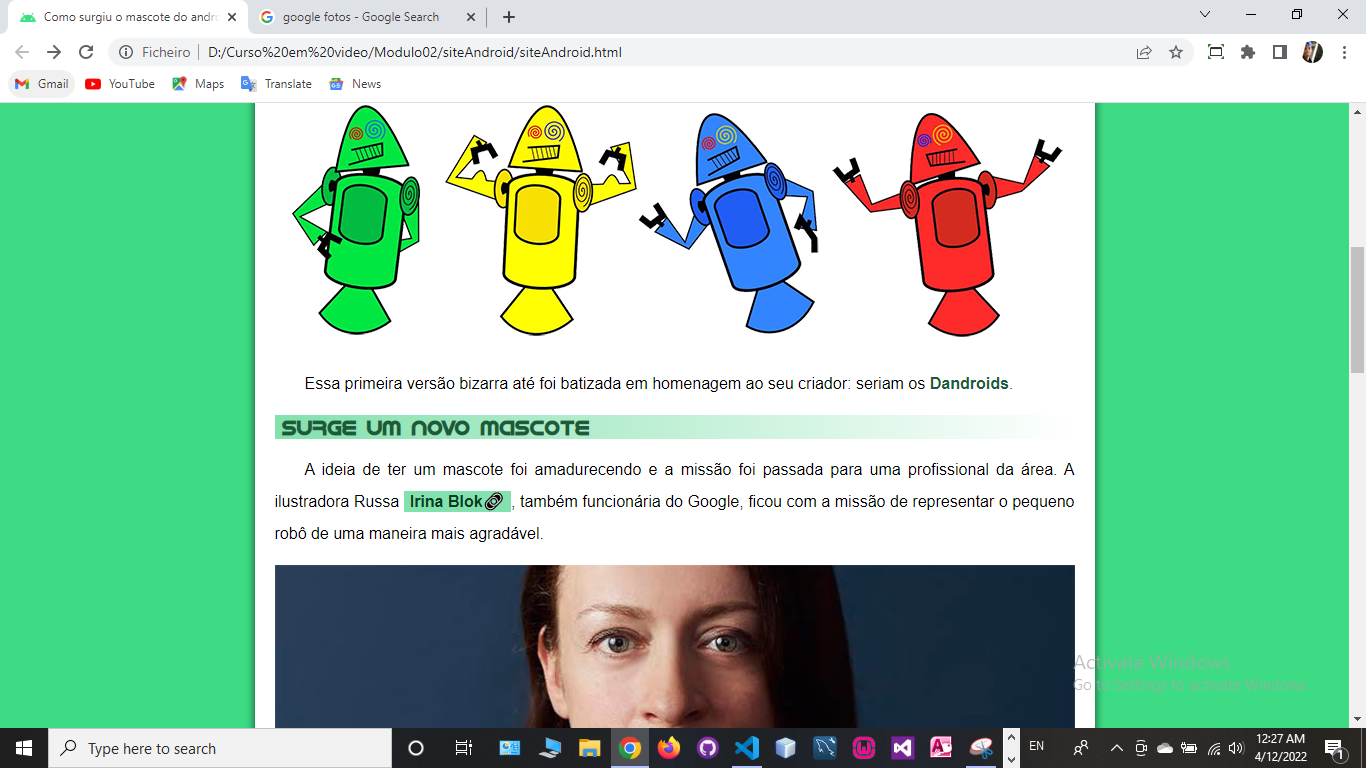 Como surgiu o mascote do andro
google fotos - Google Search
Ficheiro
D:/Curso%20em%20video/Modulo02/siteAndroid/siteAndroid.html
Gmail
YouTube
Maps
Translate
News
Essa primeira versão bizarra até foi batizada em homenagem ao seu criador: seriam os Dandroids.
SURGE UM NOVO MASCOTE
A ideia de ter um mascote foi amadurecendo e a missão foi passada para uma profissional da área. A
ilustradora Russa Irina Blok, também funcionária do Google, ficou com a missão de representar o pequeno
robô de uma maneira mais agradável.
Activate Windows
Go to Settings to activate Windows.
Type here to search
EN
12:27 AM
4/12/2022
1